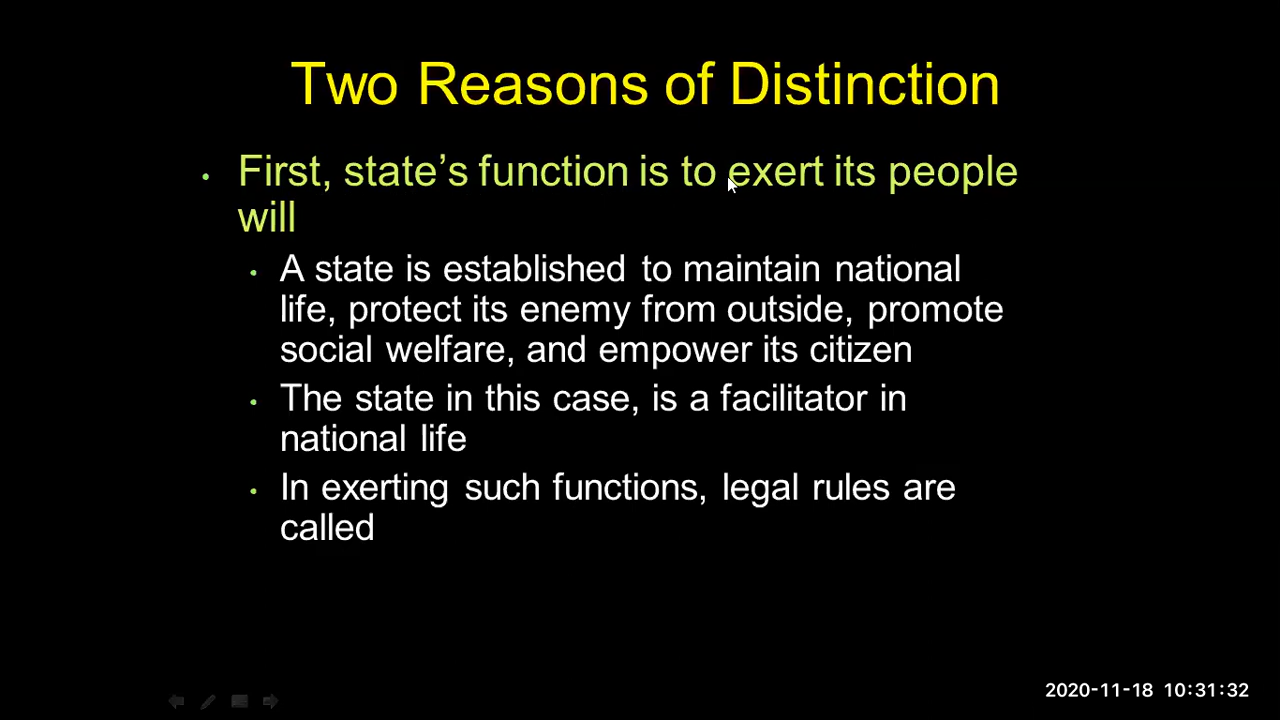 Two Reasons of Distinction
• First, state’s function is to exert its people
will
• A state is established to maintain national
life, protect its enemy from outside, promote
social welfare, and empower its citizen
• The state in this case, is a facilitator in
national life
• In exerting such functions, legal rules are
called
2020-11-18 10:31:32